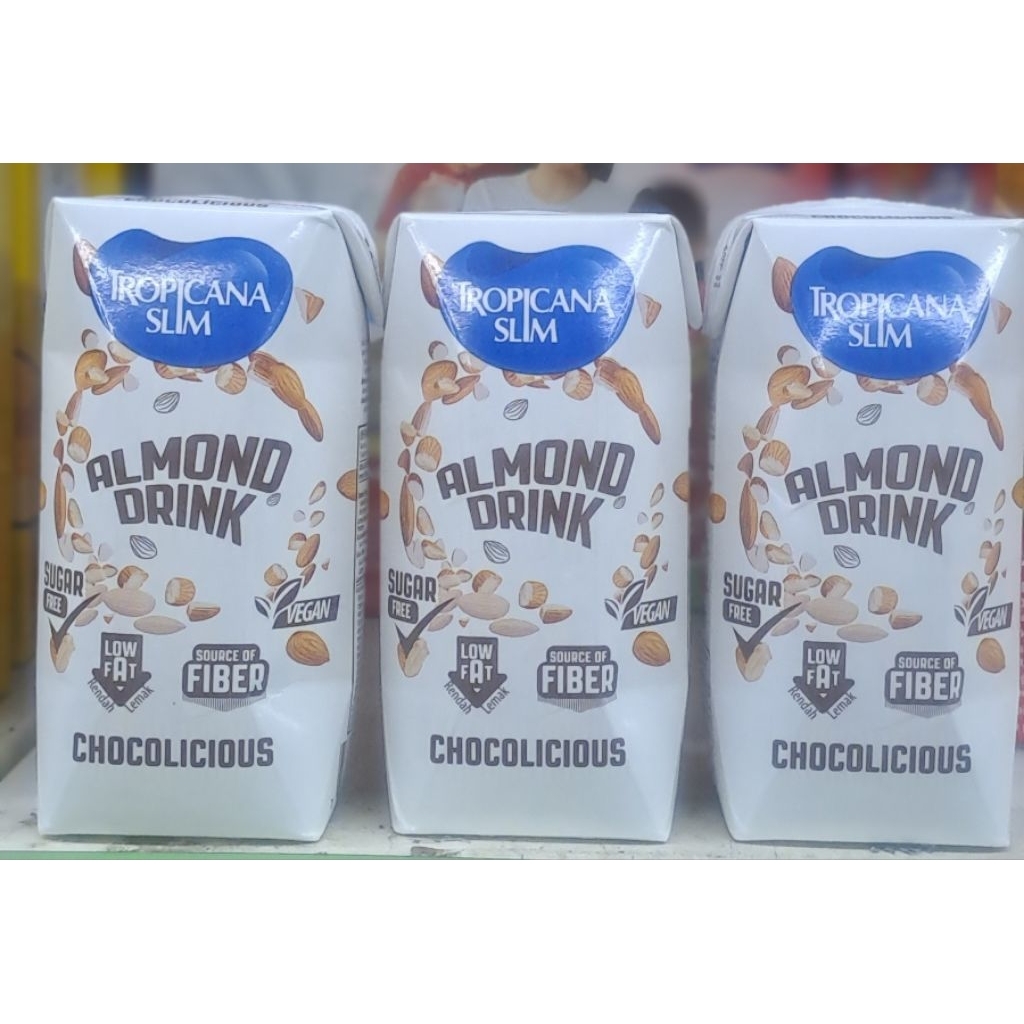 CHOCOLICIOUS
TROPICANA
SLIM
ALMOND
DRINK
SUGAR
FREE
VEGAN
LOW
FAT
Rendah Lemak
SOURCE OF
FIBER
CHOCOLICIOUS
TROPICANA
SLIM
ALMOND
DRINK
SUGAR
FREE
VEGAN
LOW
FAT
Rendah Lemak
SOURCE OF
FIBER
CHOCOLICIOUS
TROPICANA
SLIM
ALMOND
DRINK
SUGAR
FREE
VEGAN
LOW
FAT
Rendah Lemak
SOURCE OF
FIBER
CHOCOLICIOUS